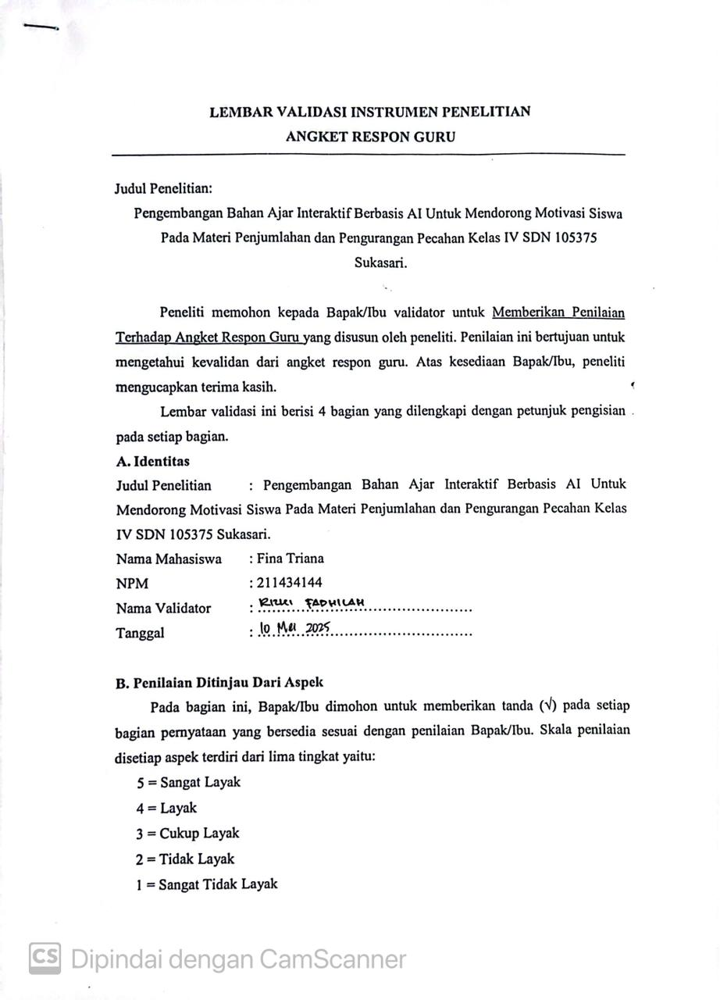 LEMBAR VALIDASI INSTRUMEN PENELITIAN
ANGKET RESPON GURU
Judul Penelitian:
Pengembangan Bahan Ajar Interaktif Berbasis AI Untuk Mendorong Motivasi Siswa
Pada Materi Penjumlahan dan Pengurangan Pecahan Kelas IV SDN 105375
Sukasari.
Peneliti memohon kepada Bapak/Ibu validator untuk Memberikan Penilaian
Terhadap Angket Respon Guru yang disusun oleh peneliti. Penilaian ini bertujuan untuk
mengetahui kevalidan dari angket respon guru. Atas kesediaan Bapak/Ibu, peneliti
mengucapkan terima kasih.
Lembar validasi ini berisi 4 bagian yang dilengkapi dengan petunjuk pengisian
pada setiap bagian.
A. Identitas
Judul Penelitian : Pengembangan Bahan Ajar Interaktif Berbasis AI Untuk
Mendorong Motivasi Siswa Pada Materi Penjumlahan dan Pengurangan Pecahan Kelas
IV SDN 105375 Sukasari.
Nama Mahasiswa : Fina Triana
NPM : 211434144
Nama Validator : Rizki FADHILAH
Tanggal : 10 Mei 2025
B. Penilaian Ditinjau Dari Aspek
Pada bagian ini, Bapak/Ibu dimohon untuk memberikan tanda (√) pada setiap
bagian pernyataan yang bersedia sesuai dengan penilaian Bapak/Ibu. Skala penilaian
disetiap aspek terdiri dari lima tingkat yaitu:
5 = Sangat Layak
4 = Layak
3 = Cukup Layak
2 = Tidak Layak
1 = Sangat Tidak Layak
CS Dipindai dengan CamScanner